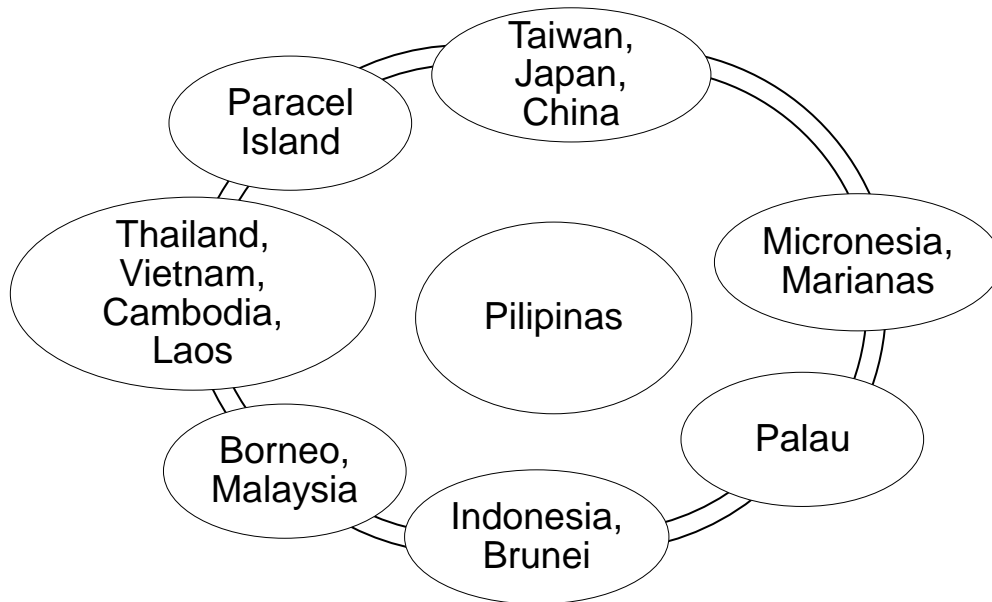 Taiwan,
Japan,
China
Paracel
Island
Micronesia,
Marianas
Thailand,
Vietnam,
Cambodia,
Laos
Pilipinas
Palau
Borneo,
Malaysia
Indonesia,
Brunei